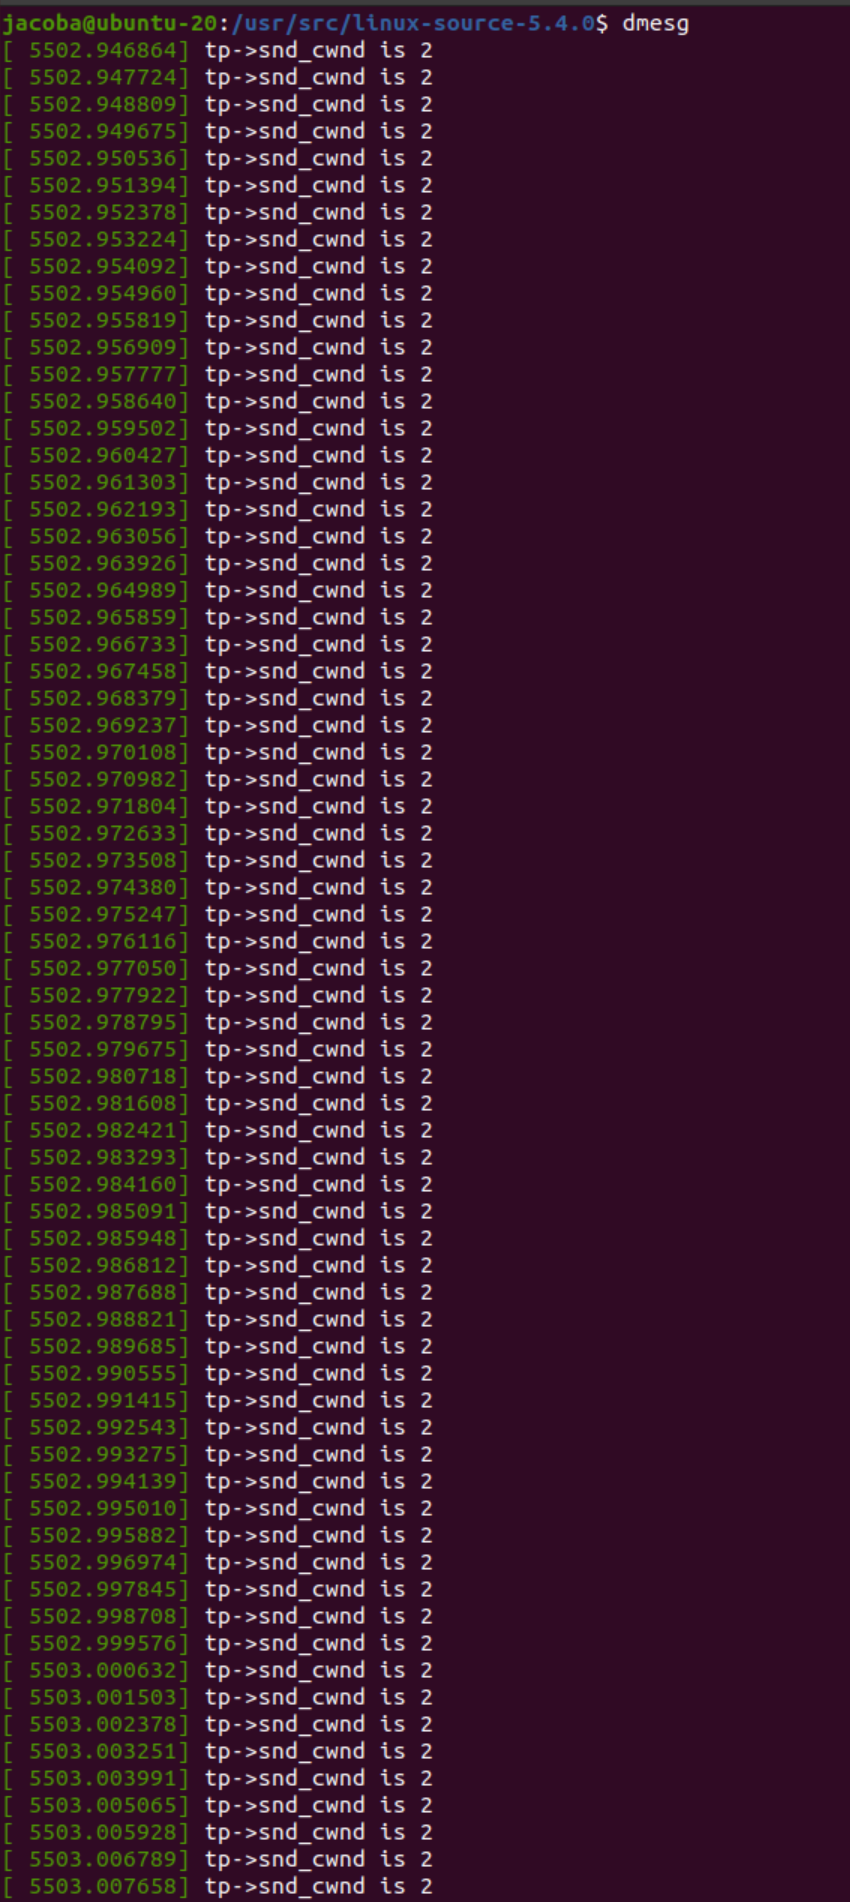 jacoba@ubuntu-20:/usr/src/linux-source-5.4.0$ dmesg
[ 5502.946864] tp->snd_cwnd is 2
[ 5502.947724] tp->snd_cwnd is 2
[ 5502.948809] tp->snd_cwnd is 2
[ 5502.949675] tp->snd_cwnd is 2
[ 5502.950536] tp->snd_cwnd is 2
[ 5502.951394] tp->snd_cwnd is 2
[ 5502.952378] tp->snd_cwnd is 2
[ 5502.953224] tp->snd_cwnd is 2
[ 5502.954092] tp->snd_cwnd is 2
[ 5502.954960] tp->snd_cwnd is 2
[ 5502.955819] tp->snd_cwnd is 2
[ 5502.956909] tp->snd_cwnd is 2
[ 5502.957777] tp->snd_cwnd is 2
[ 5502.958640] tp->snd_cwnd is 2
[ 5502.959502] tp->snd_cwnd is 2
[ 5502.960427] tp->snd_cwnd is 2
[ 5502.961303] tp->snd_cwnd is 2
[ 5502.962193] tp->snd_cwnd is 2
[ 5502.963056] tp->snd_cwnd is 2
[ 5502.963926] tp->snd_cwnd is 2
[ 5502.964989] tp->snd_cwnd is 2
[ 5502.965859] tp->snd_cwnd is 2
[ 5502.966733] tp->snd_cwnd is 2
[ 5502.967458] tp->snd_cwnd is 2
[ 5502.968379] tp->snd_cwnd is 2
[ 5502.969237] tp->snd_cwnd is 2
[ 5502.970108] tp->snd_cwnd is 2
[ 5502.970982] tp->snd_cwnd is 2
[ 5502.971804] tp->snd_cwnd is 2
[ 5502.972633] tp->snd_cwnd is 2
[ 5502.973508] tp->snd_cwnd is 2
[ 5502.974380] tp->snd_cwnd is 2
[ 5502.975247] tp->snd_cwnd is 2
[ 5502.976116] tp->snd_cwnd is 2
[ 5502.977050] tp->snd_cwnd is 2
[ 5502.977922] tp->snd_cwnd is 2
[ 5502.978795] tp->snd_cwnd is 2
[ 5502.979675] tp->snd_cwnd is 2
[ 5502.980718] tp->snd_cwnd is 2
[ 5502.981608] tp->snd_cwnd is 2
[ 5502.982421] tp->snd_cwnd is 2
[ 5502.983293] tp->snd_cwnd is 2
[ 5502.984160] tp->snd_cwnd is 2
[ 5502.985091] tp->snd_cwnd is 2
[ 5502.985948] tp->snd_cwnd is 2
[ 5502.986812] tp->snd_cwnd is 2
[ 5502.987688] tp->snd_cwnd is 2
[ 5502.988821] tp->snd_cwnd is 2
[ 5502.989685] tp->snd_cwnd is 2
[ 5502.990555] tp->snd_cwnd is 2
[ 5502.991415] tp->snd_cwnd is 2
[ 5502.992543] tp->snd_cwnd is 2
[ 5502.993275] tp->snd_cwnd is 2
[ 5502.994139] tp->snd_cwnd is 2
[ 5502.995010] tp->snd_cwnd is 2
[ 5502.995882] tp->snd_cwnd is 2
[ 5502.996974] tp->snd_cwnd is 2
[ 5502.997845] tp->snd_cwnd is 2
[ 5502.998708] tp->snd_cwnd is 2
[ 5502.999576] tp->snd_cwnd is 2
[ 5503.000632] tp->snd_cwnd is 2
[ 5503.001503] tp->snd_cwnd is 2
[ 5503.002378] tp->snd_cwnd is 2
[ 5503.003251] tp->snd_cwnd is 2
[ 5503.003991] tp->snd_cwnd is 2
[ 5503.005065] tp->snd_cwnd is 2
[ 5503.005928] tp->snd_cwnd is 2
[ 5503.006789] tp->snd_cwnd is 2
[ 5503.007658] tp->snd_cwnd is 2